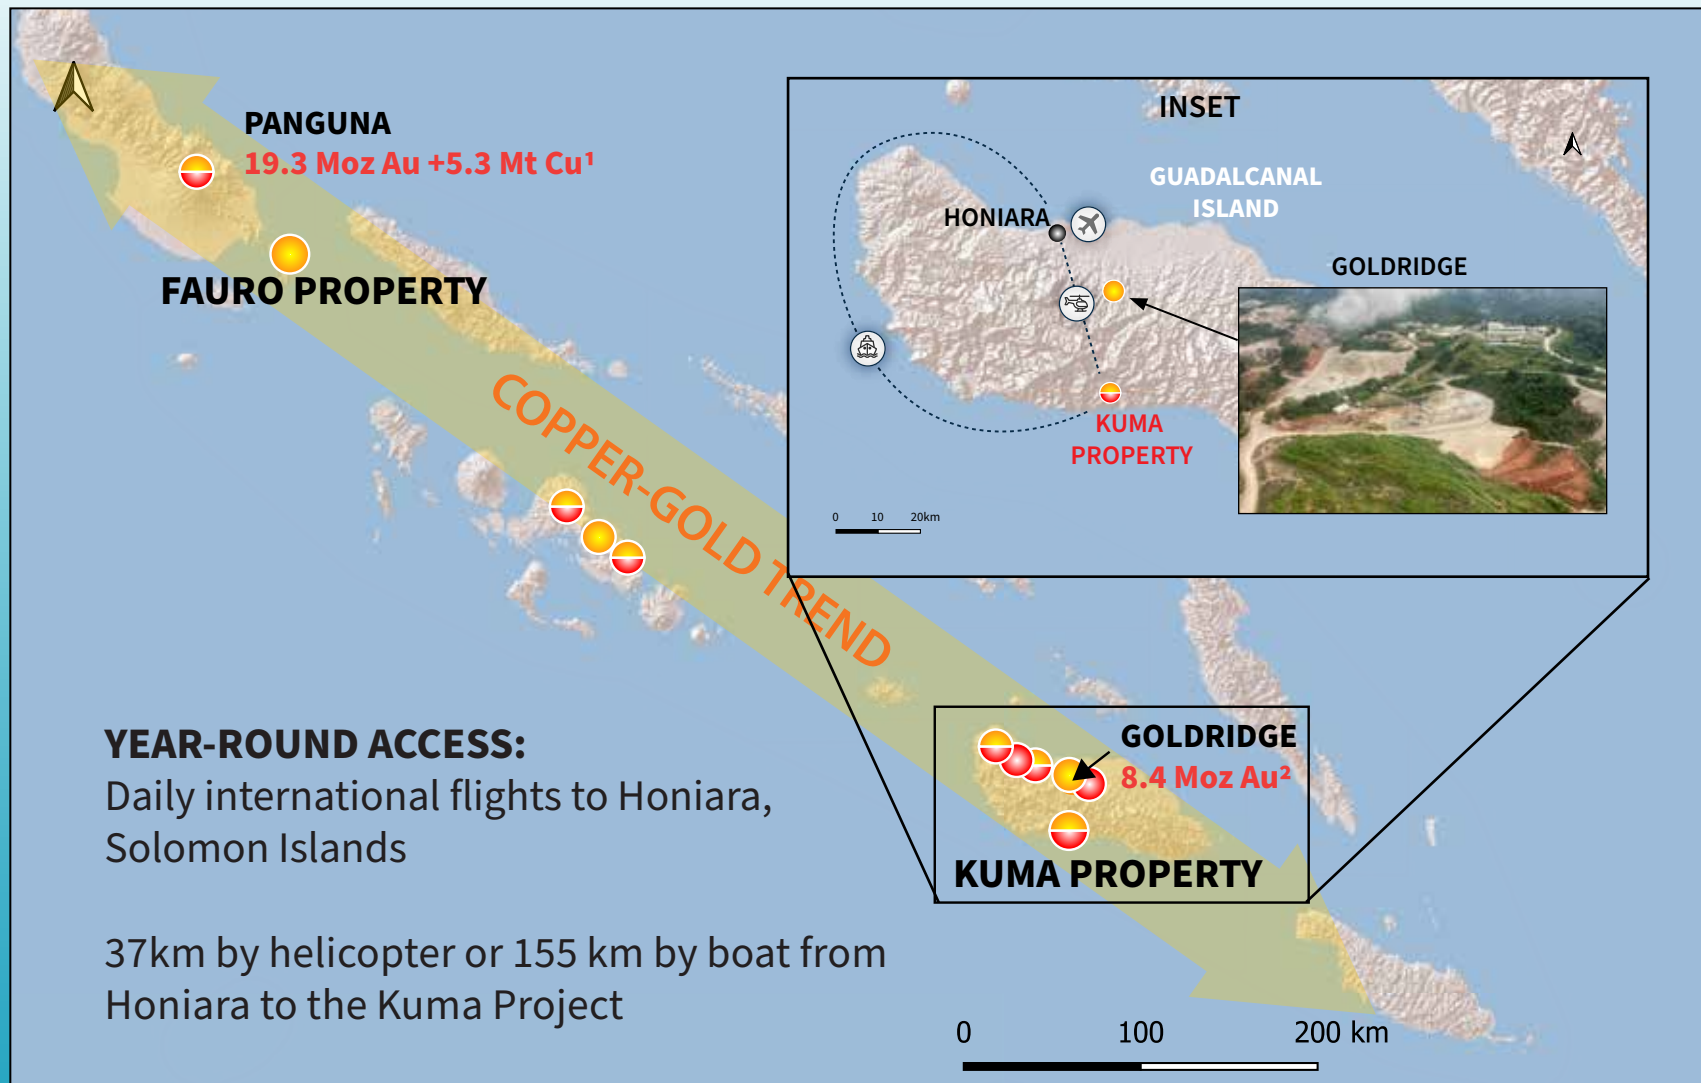 PANGUNA
19.3 Moz Au +5.3 Mt Cu¹
FAURO PROPERTY
COPPER-GOLD TREND
INSET
GUADALCANAL
ISLAND
HONIARA
GOLDRIDGE
KUMA
PROPERTY
0 10 20km
GOLDRIDGE
8.4 Moz Au²
KUMA PROPERTY
YEAR-ROUND ACCESS:
Daily international flights to Honiara,
Solomon Islands
37km by helicopter or 155 km by boat from
Honiara to the Kuma Project
0 100 200 km